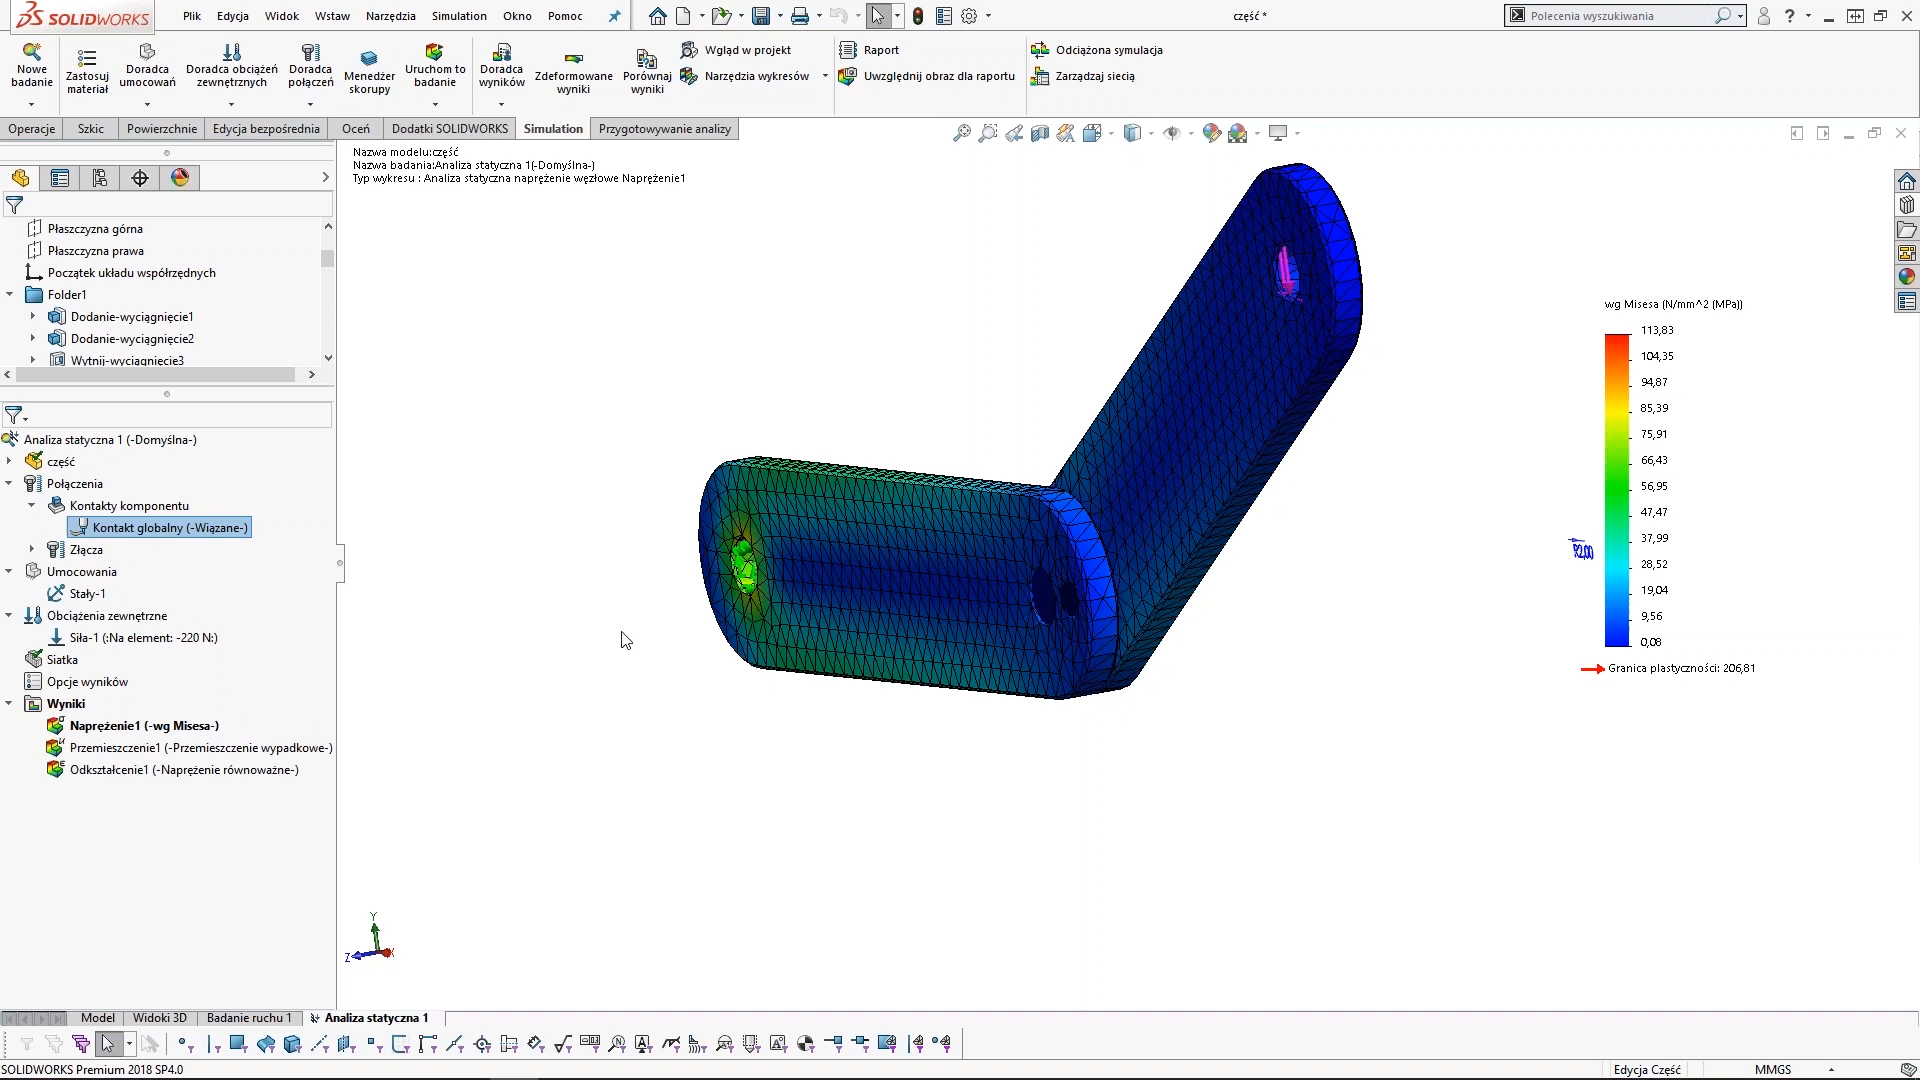 SOLIDWORKS
Plik Edycja Widok Wstaw Narzędzia Simulation Okno Pomoc
część *
Polecenia wyszukiwania
Nowe badanie
Zastosuj materiał
Doradca umocowań
Doradca obciążeń zewnętrznych
Doradca połączeń
Menedżer skorupy
Uruchom to badanie
Doradca wyników
Zdeformowane wyniki
Porównaj wyniki
Wgląd w projekt
Narzędzia wykresów
Raport
Uwzględnij obraz dla raportu
Odciążona symulacja
Zarządzaj siecią
Operacje Szkic Powierzchnie Edycja bezpośrednia Oceń Dodatki SOLIDWORKS Simulation Przygotowywanie analizy
Nazwa modelu:część
Nazwa badania:Analiza statyczna 1(-Domyślna-)
Typ wykresu : Analiza statyczna naprężenie węzłowe Naprężenie1
Płaszczyzna górna
Płaszczyzna prawa
Początek układu współrzędnych
Folder1
Dodanie-wyciągnięcie1
Dodanie-wyciągnięcie2
Wytnij-wyciągnięcie3
Analiza statyczna 1 (-Domyślna-)
część
Połączenia
Kontakty komponentu
Kontakt globalny (-Wiązane-)
Złącza
Umocowania
Stały-1
Obciążenia zewnętrzne
Siła-1 (:Na element: -220 N:)
Siatka
Opcje wyników
Wyniki
Naprężenie1 (-wg Misesa-)
Przemieszczenie1 (-Przemieszczenie wypadkowe-)
Odkształcenie1 (-Naprężenie równoważne-)
wg Misesa (N/mm^2 (MPa))
113,83
104,35
94,87
85,39
75,91
66,43
56,95
47,47
37,99
28,52
19,04
9,56
0,08
Granica plastyczności: 206,81
Y
Z
X
Model Widoki 3D Badanie ruchu 1 Analiza statyczna 1
SOLIDWORKS Premium 2018 SP4.0
Edycja Część
MMGS